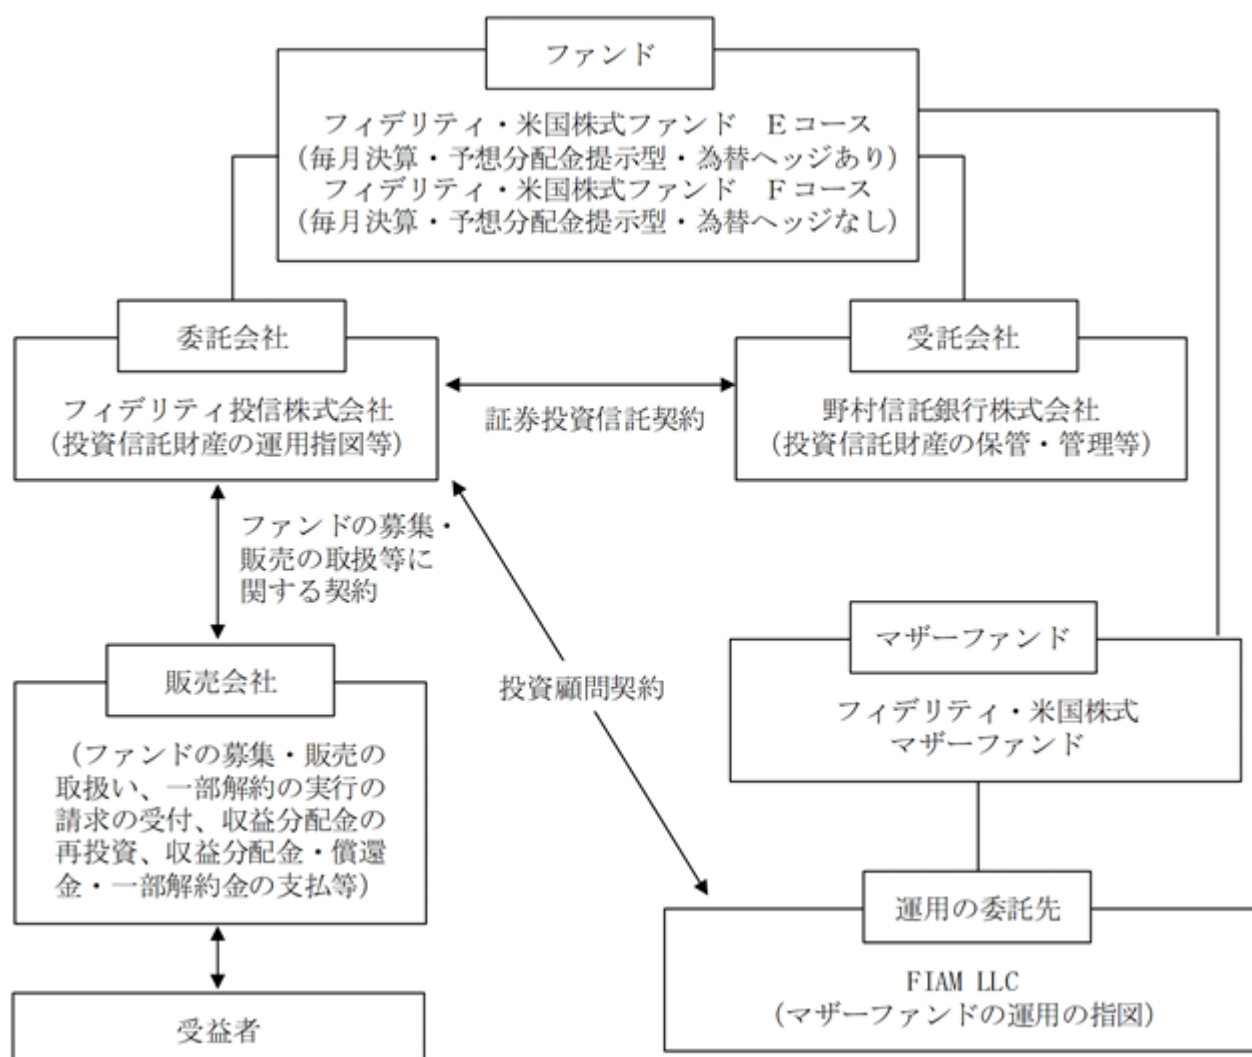 ファンド
フィデリティ・米国株式ファンド　Ｅコース
（毎月決算・予想分配金提示型・為替ヘッジあり）
フィデリティ・米国株式ファンド　Ｆコース
（毎月決算・予想分配金提示型・為替ヘッジなし）
委託会社
フィデリティ投信株式会社
（投資信託財産の運用指図等）
証券投資信託契約
受託会社
野村信託銀行株式会社
（投資信託財産の保管・管理等）
ファンドの募集・
販売の取扱等に
関する契約
投資顧問契約
マザーファンド
フィデリティ・米国株式
マザーファンド
販売会社
（ファンドの募集・販売の
取扱い、一部解約の実行の
請求の受付、収益分配金の
再投資、収益分配金・償還
金・一部解約金の支払等）
運用の委託先
FIAM LLC
（マザーファンドの運用の指図）
受益者